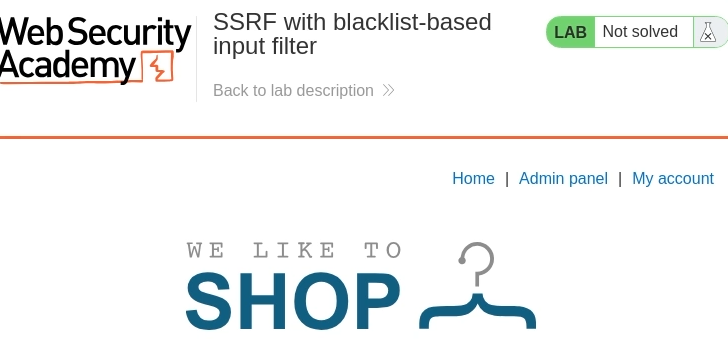 Web Security
Academy
SSRF with blacklist-based
input filter
Back to lab description
LAB Not solved
Home | Admin panel | My account
WE LIKE TO
SHOP